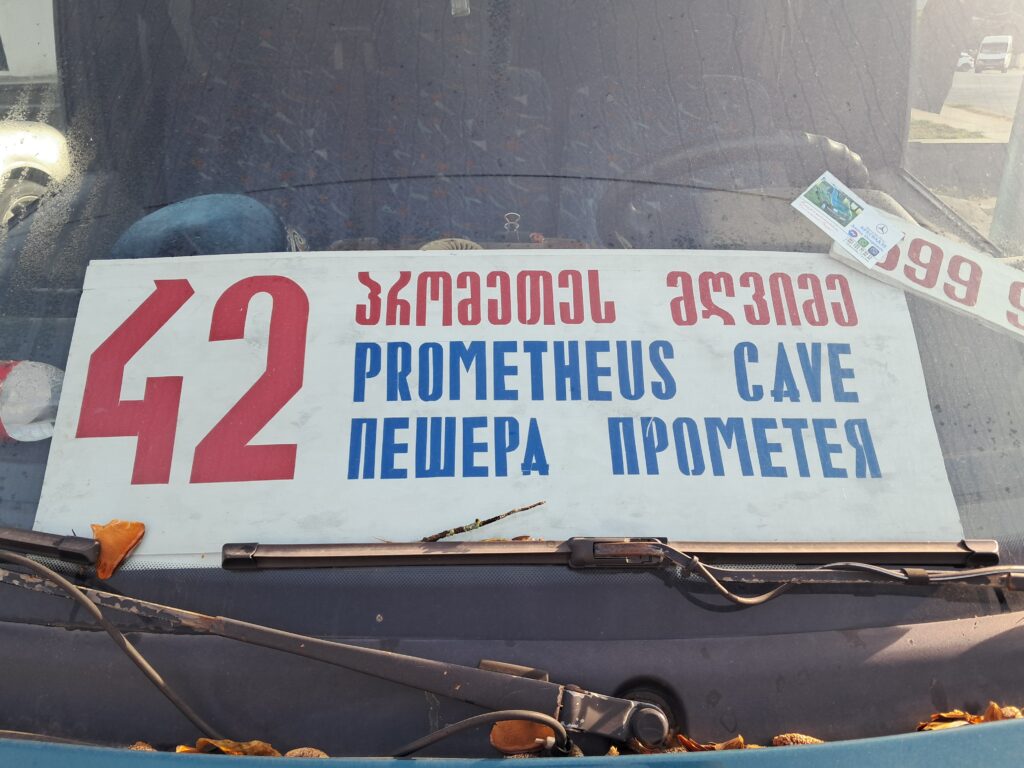 42
პრომეთეს მღვიმე
PROMETHEUS CAVE
ПЕШЕРА ПРОМЕТЕЯ